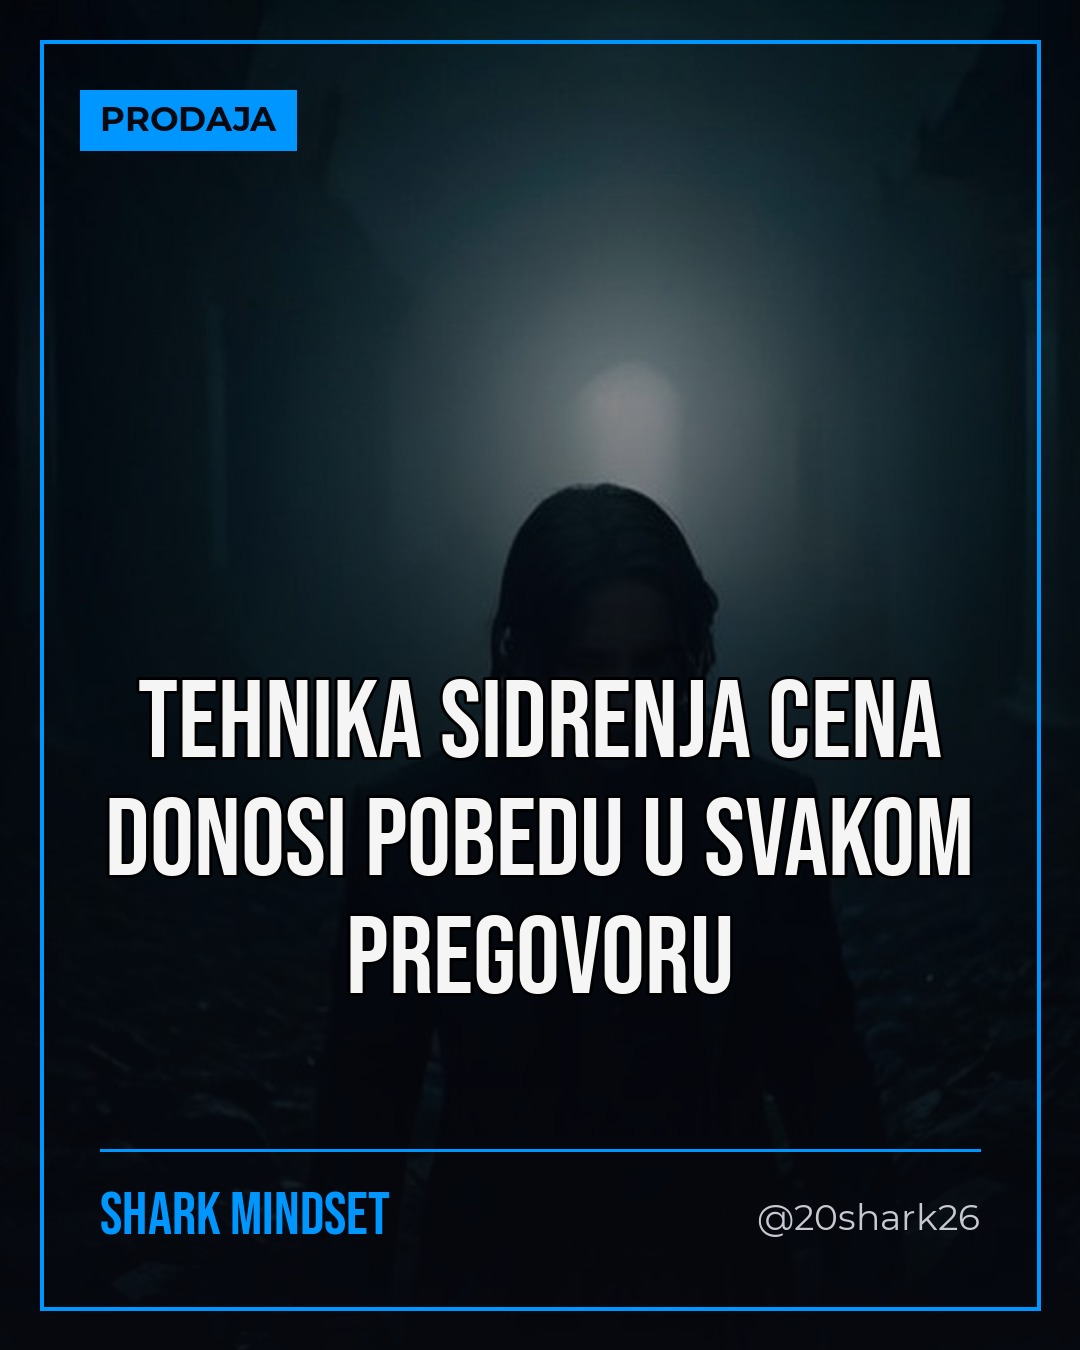 PRODAJA
TEHNIKA SIDRENJA CENA
DONOSI POBEDU U SVAKOM
PREGOVORU
SHARK MINDSET
@20shark26